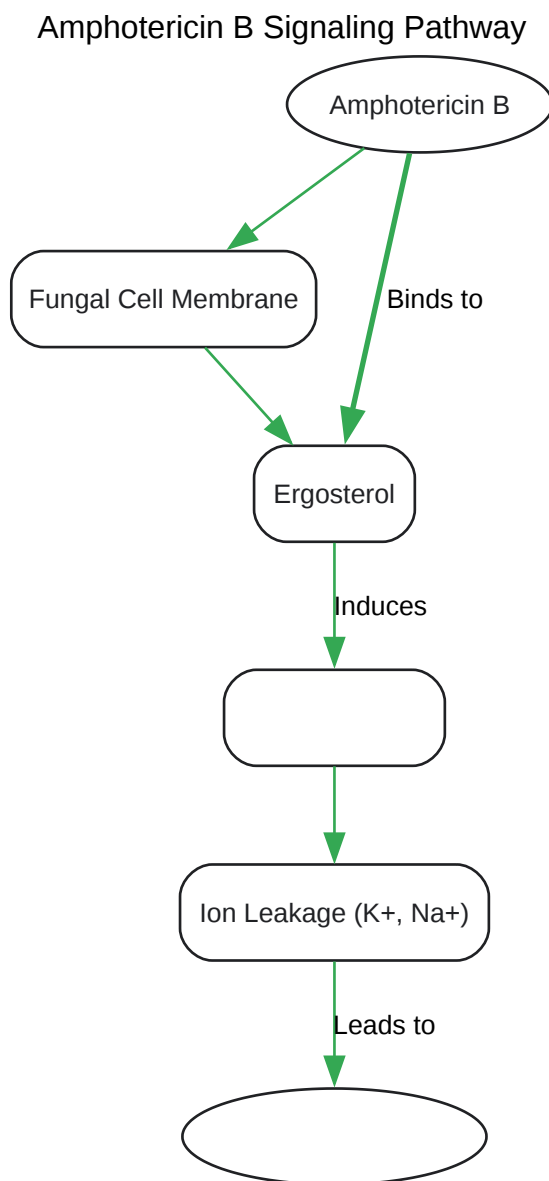 Amphotericin B Signaling Pathway
Amphotericin B
Fungal Cell Membrane
Binds to
Ergosterol
Induces
Ion Leakage (K+, Na+)
Leads to